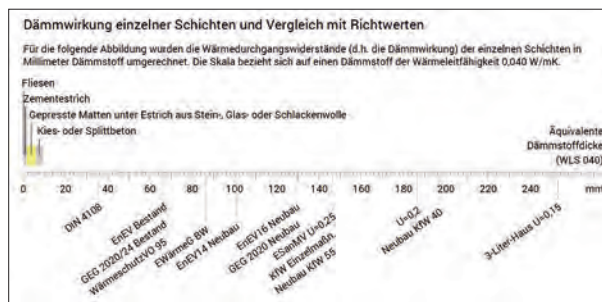 Dämmwirkung einzelner Schichten und Vergleich mit Richtwerten
Für die folgende Abbildung wurden die Wärmedurchgangswiderstände (d.h. die Dämmwirkung) der einzelnen Schichten in
Millimeter Dämmstoff umgerechnet. Die Skala bezieht sich auf einen Dämmstoff der Wärmeleitfähigkeit 0,040 W/mK.
Fliesen
Zementestrich
Gepresste Matten unter Estrich aus Stein-, Glas- oder Schlackenwolle
Kies- oder Splittbeton
Äquivalente
Dämmstoffdicke
(WLS 040)
0 20 40 60 80 100 120 140 160 180 200 220 240 mm
DIN 4108
EnEV Bestand
GEG 2020/24 Bestand
WärmeschutzVO 95
EWärmeG BW
EnEV14 Neubau
EnEV16 Neubau
GEG 2020 Neubau
ESanMV U=0,25
KfW Einzelmaßn.
Neubau KfW 55
U=0,2
Neubau KfW 40
3-Liter-Haus U=0,15